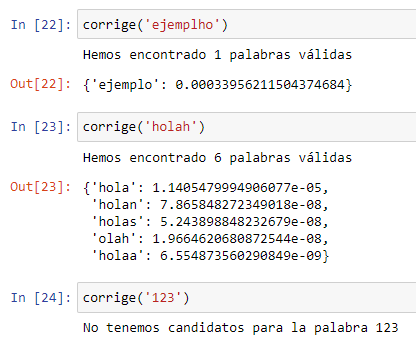 In [22]: corrige('ejemplho')
Hemos encontrado 1 palabras válidas
Out[22]: {'ejemplo': 0.00033956211504374684}
In [23]: corrige('holah')
Hemos encontrado 6 palabras válidas
Out[23]: {'hola': 1.1405479994906077e-05,
'holan': 7.865848272349018e-08,
'holas': 5.243898848232679e-08,
'olah': 1.9664620680872544e-08,
'holaa': 6.554873560290849e-09}
In [24]: corrige('123')
No tenemos candidatos para la palabra 123